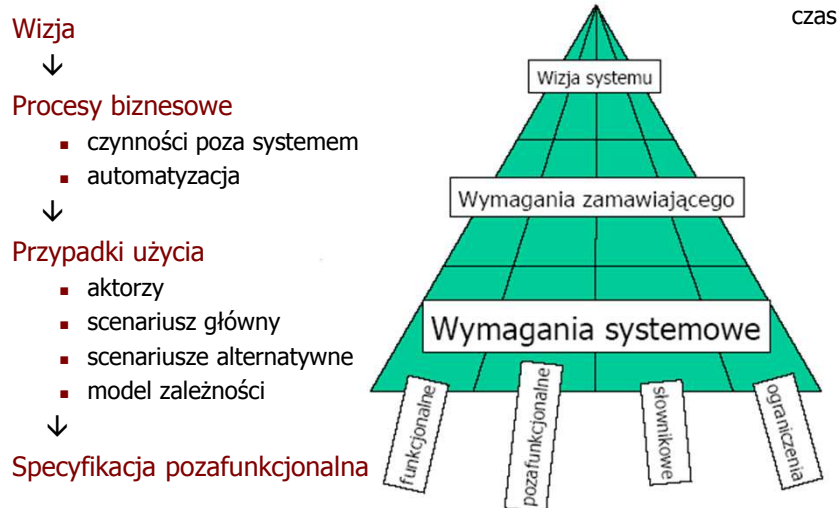 Wizja
↓
Procesy biznesowe
▪ czynności poza systemem
▪ automatyzacja
↓
Przypadki użycia
▪ aktorzy
▪ scenariusz główny
▪ scenariusze alternatywne
▪ model zależności
↓
Specyfikacja pozafunkcjonalna
czas
Wizja systemu
Wymagania zamawiającego
Wymagania systemowe
funkcjonalne
pozafunkcjonalne
słownikowe
ograniczenia